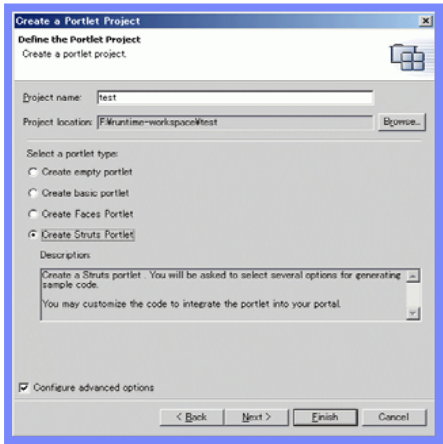 Create a Portlet Project
Define the Portlet Project
Create a portlet project.
Project name:
test
Project location:
F:¥runtime-workspace¥test
Browse...
Select a portlet type:
Create empty portlet
Create basic portlet
Create Faces Portlet
Create Struts Portlet
Description:
Create a Struts portlet . You will be asked to select several options for generating
sample code.
You may customize the code to integrate the portlet into your portal.
Configure advanced options
< Back
Next >
Finish
Cancel